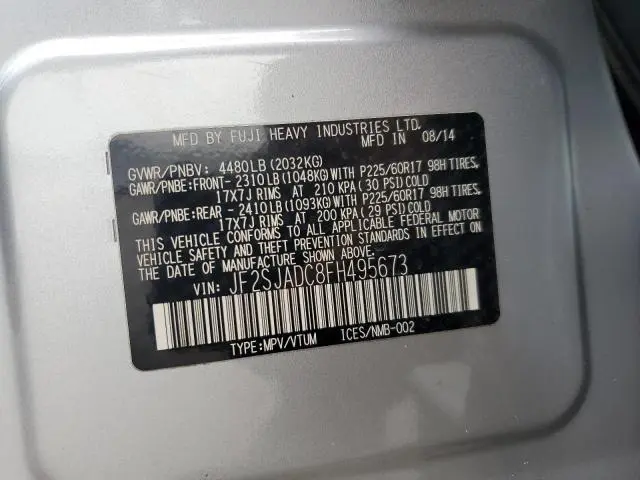 MFD BY FUJI HEAVY INDUSTRIES LTD.
MFD IN 08/14
GVWR/PNBV: 4480LB(2032KG)
GAWR/PNBE:FRONT- 2310LB(1048KG)WITH P225/60R17 98H TIRES,
17X7J RIMS AT 210 KPA(30 PSI)COLD
GAWR/PNBE:REAR - 2410LB(1093KG)WITH P225/60R17 98H TIRES,
17X7J RIMS AT 200 KPA(29 PSI)COLD
THIS VEHICLE CONFORMS TO ALL APPLICABLE FEDERAL MOTOR
VEHICLE SAFETY AND THEFT PREVENTION STANDARDS IN EFFECT ON
THE DATE OF MANUFACTURE SHOWN ABOVE.
VIN: JF2SJADC8FH495673
TYPE:MPV/VTUM ICES/NMB-002